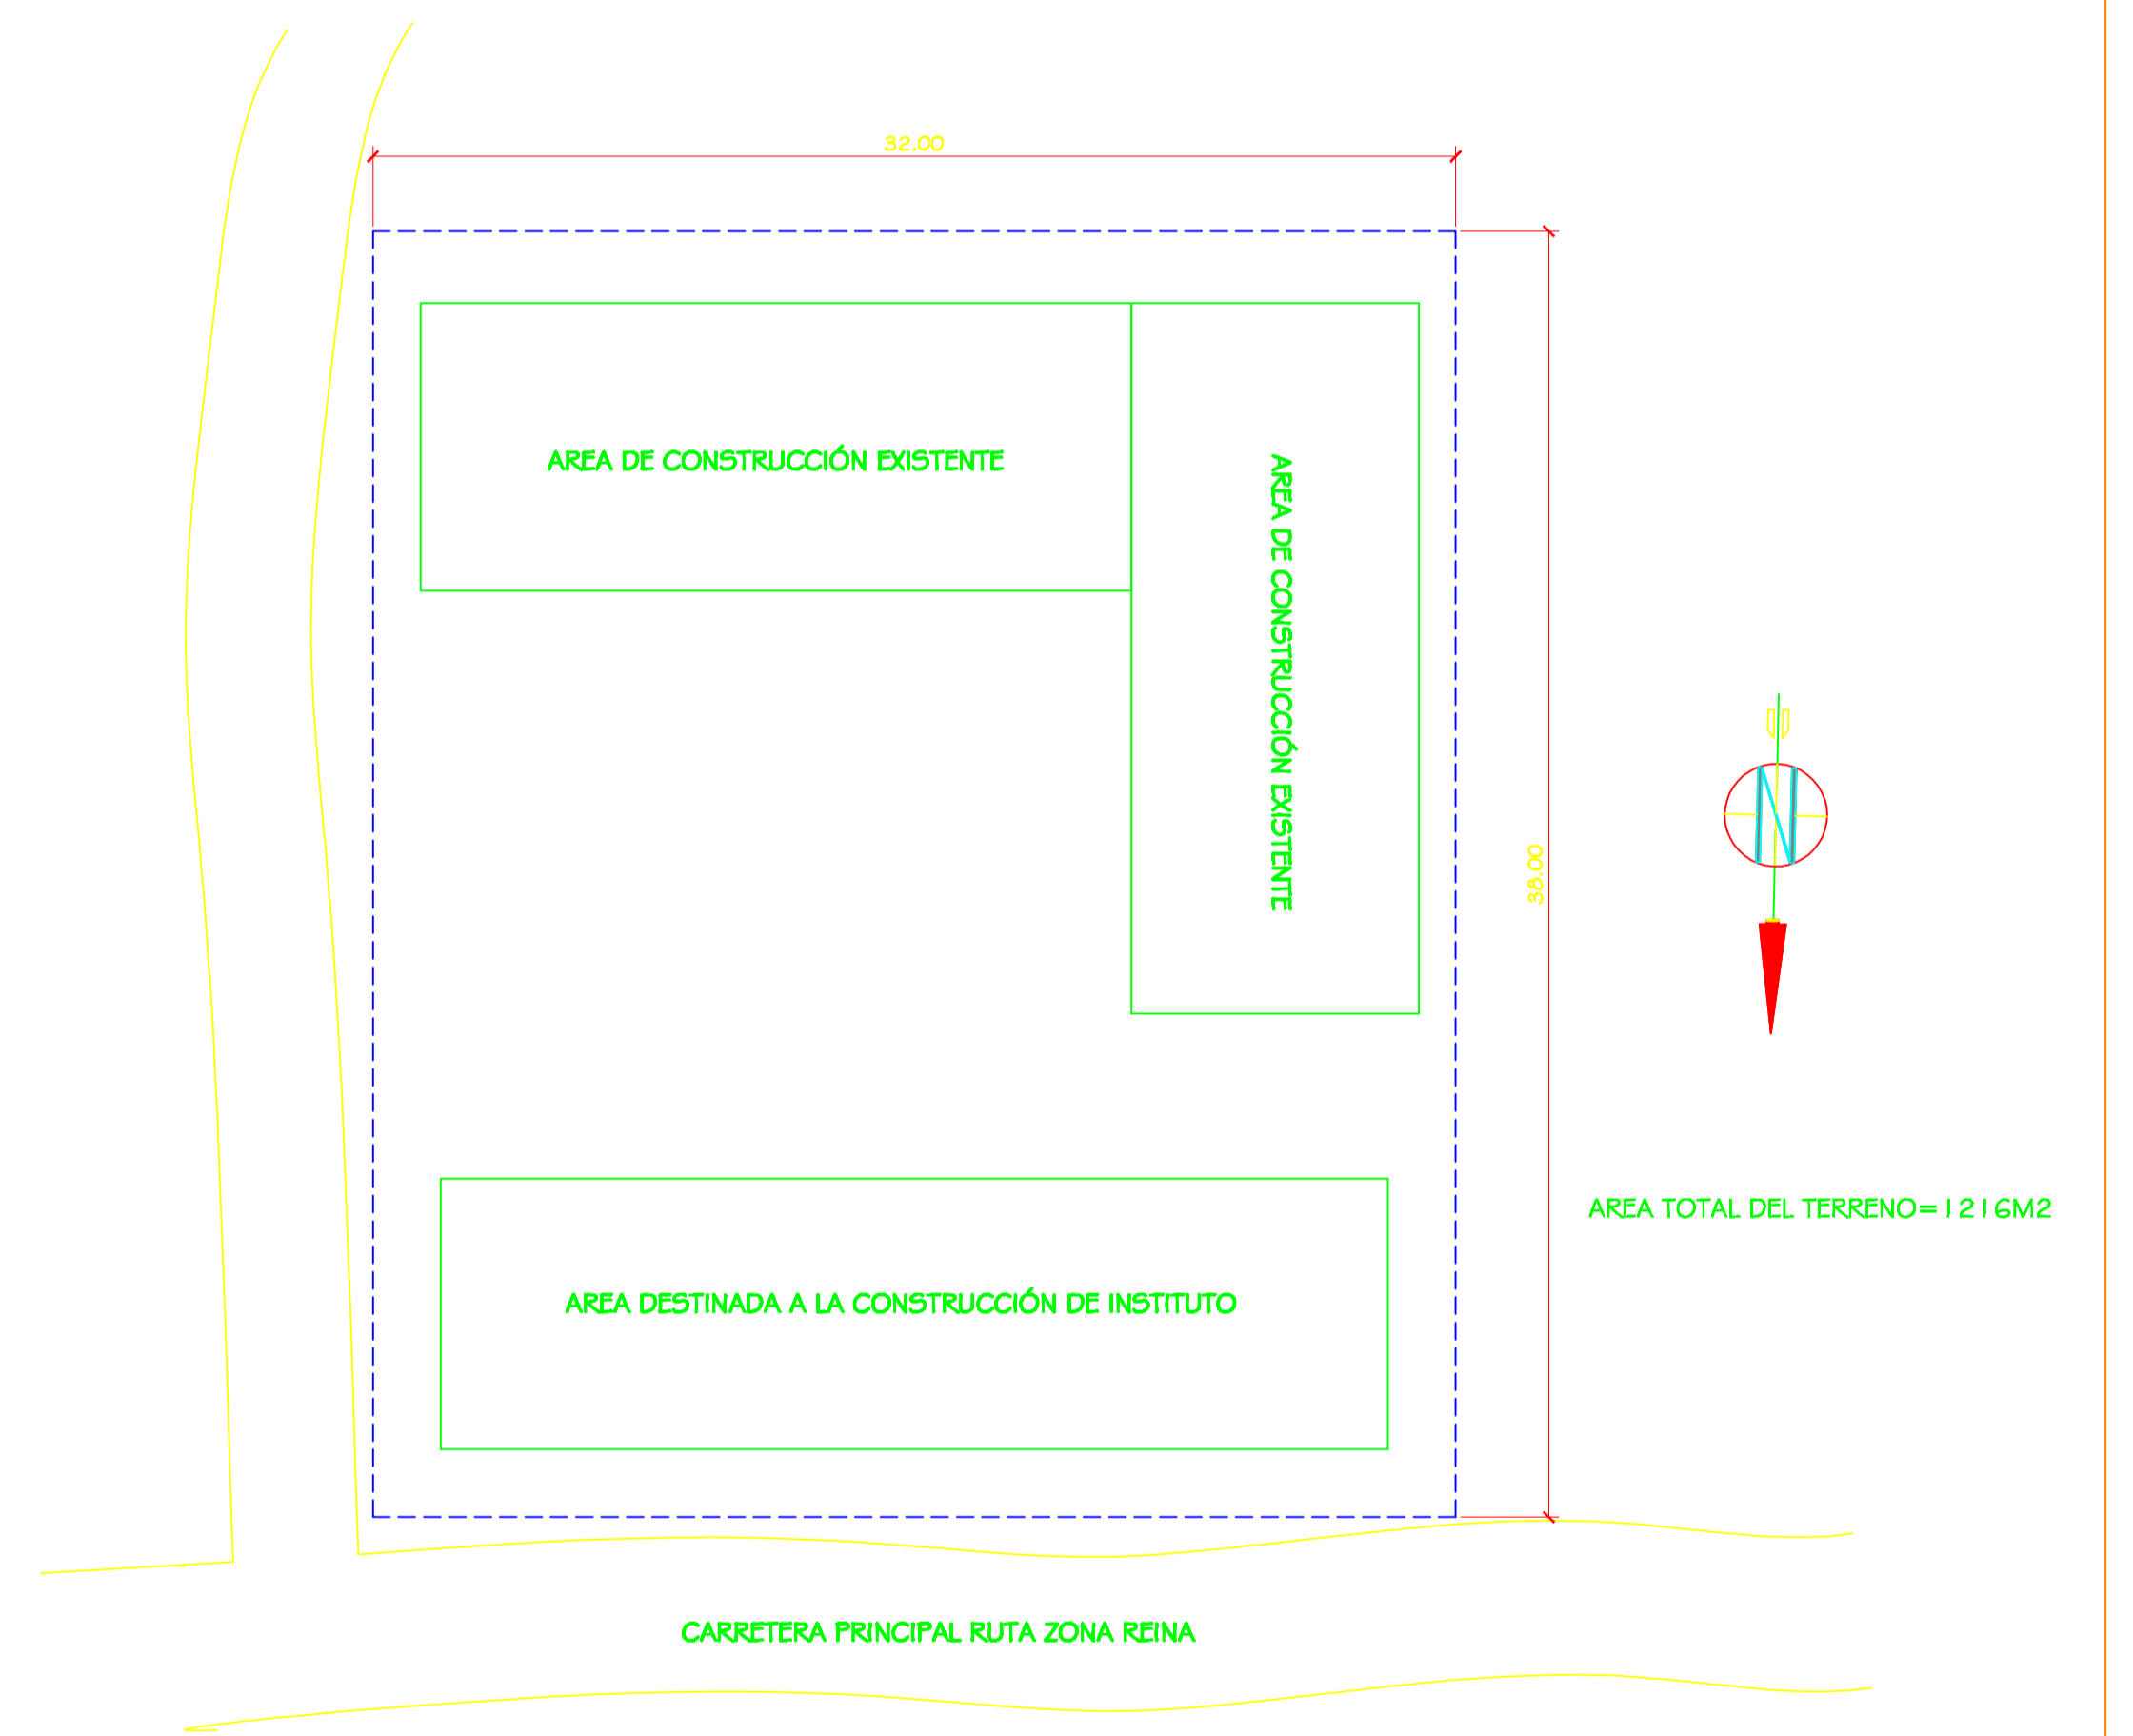 32.00
AREA DE CONSTRUCCIÓN EXISTENTE
AREA DE CONSTRUCCIÓN EXISTENTE
N
38.00
AREA TOTAL DEL TERRENO=1216M2
AREA DESTINADA A LA CONSTRUCCIÓN DE INSTITUTO
CARRETERA PRINCIPAL RUTA ZONA REINA